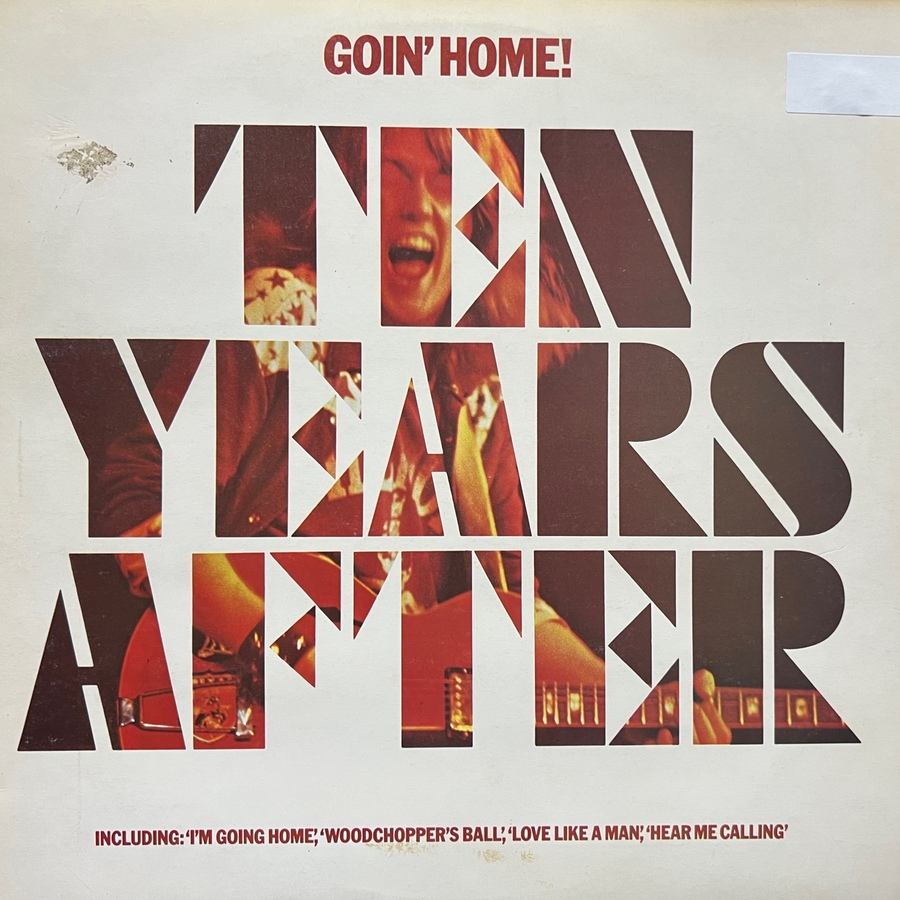 GOIN' HOME!
TEN
YEARS
AFTER
INCLUDING: 'I'M GOING HOME', 'WOODCHOPPER'S BALL', 'LOVE LIKE A MAN', 'HEAR ME CALLING'